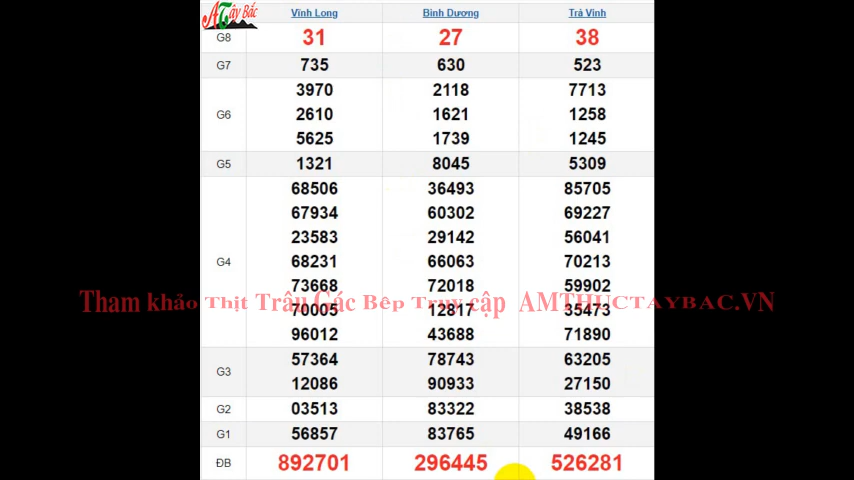 A Tây Bắc
Vĩnh Long Bình Dương Trà Vinh
G8 31 27 38
G7 735 630 523
3970 2118 7713
G6 2610 1621 1258
5625 1739 1245
G5 1321 8045 5309
68506 36493 85705
67934 60302 69227
23583 29142 56041
G4 68231 66063 70213
73668 72018 59902
Tham khảo Thịt Trâu Gác Bếp Truy cập AMTHUCTAYBAC.VN
70005 12817 35473
96012 43688 71890
57364 78743 63205
G3
12086 90933 27150
G2 03513 83322 38538
G1 56857 83765 49166
ĐB 892701 296445 526281